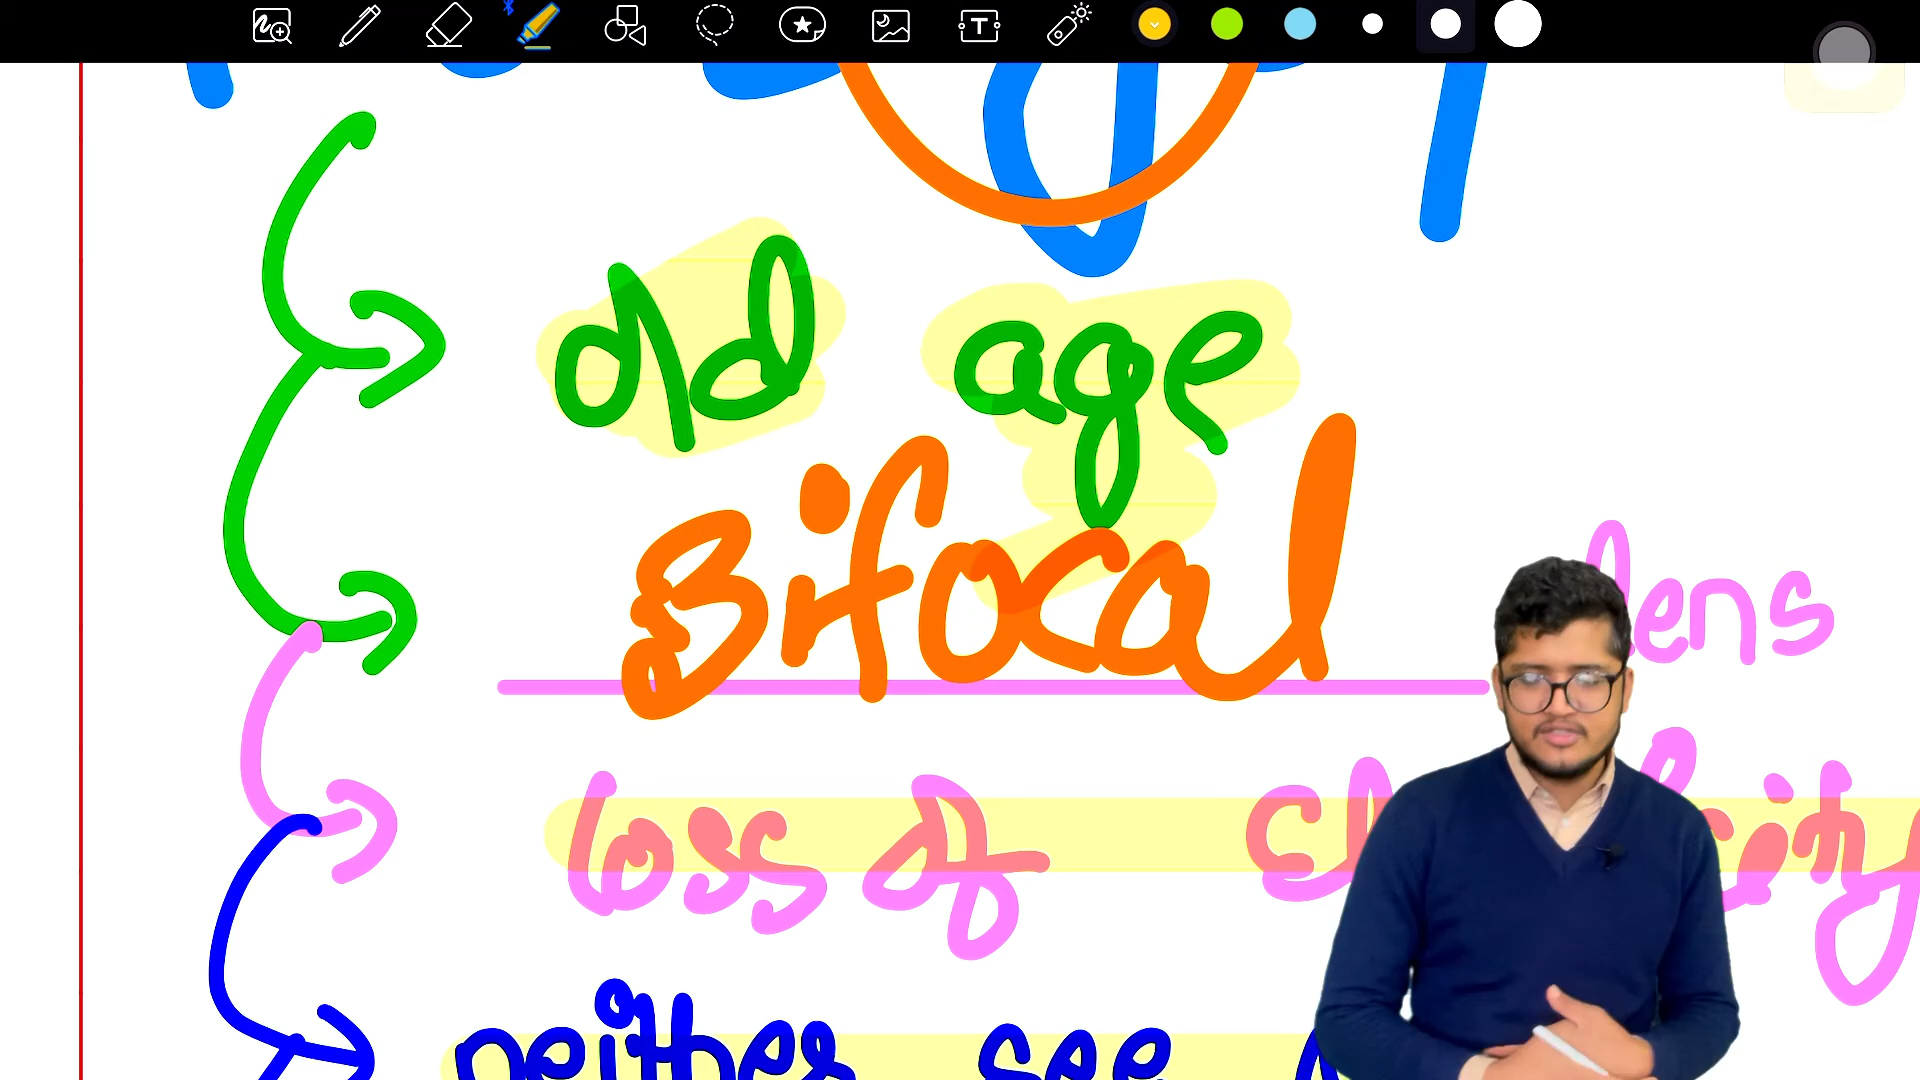 old age
Bifocal lens
loss of
neither see